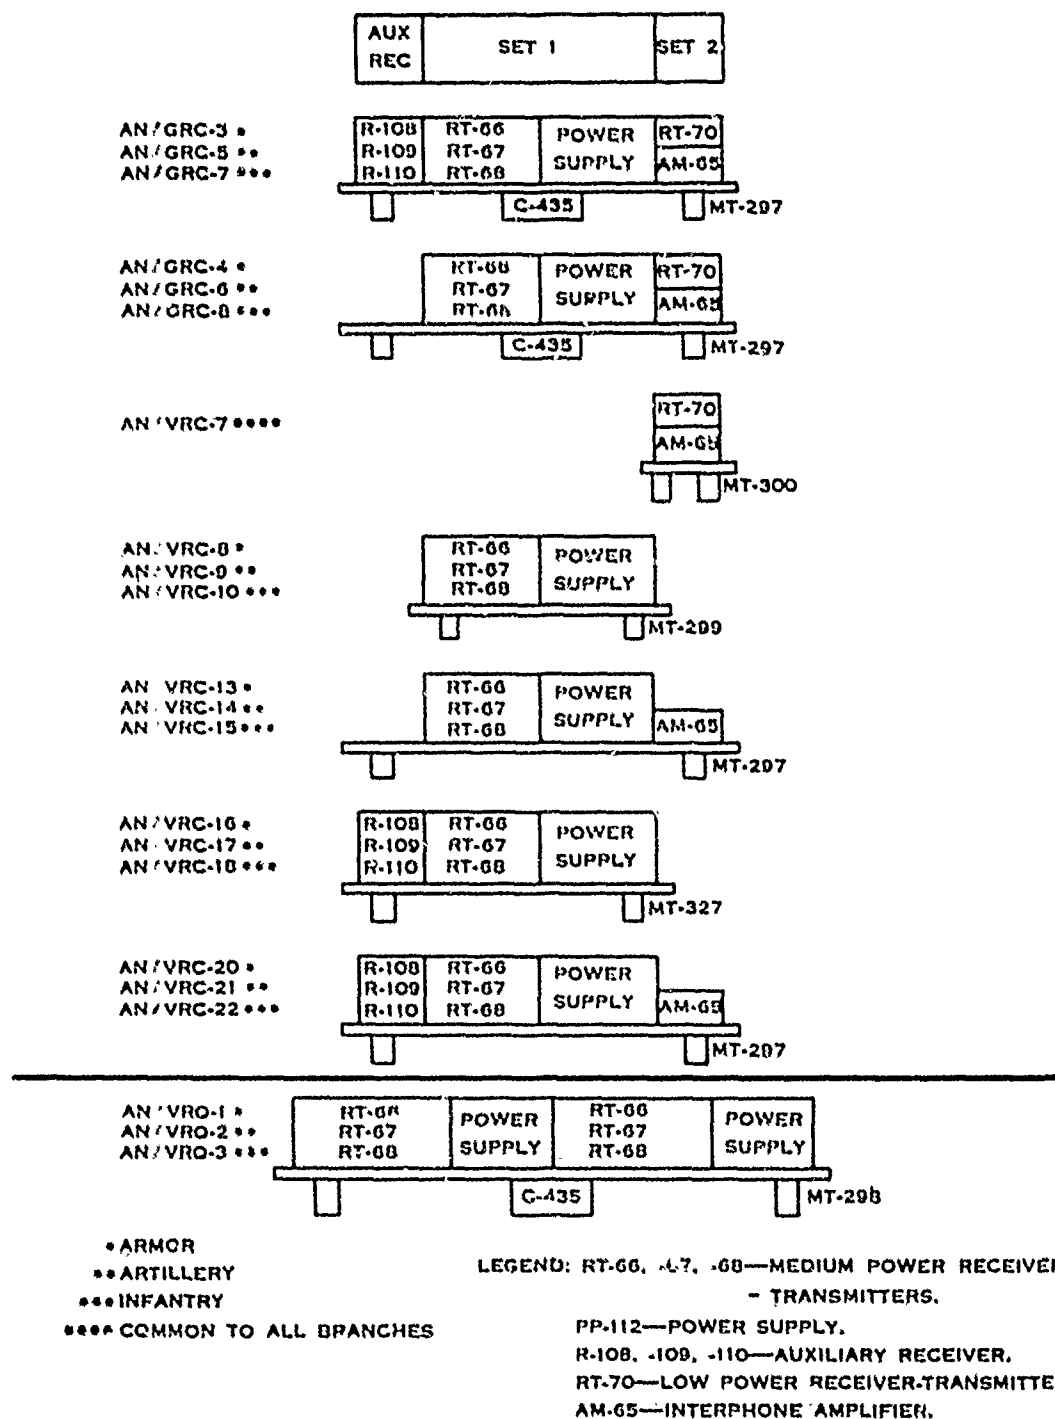 AUX REC SET 1 SET 2
AN/GRC-3 *
AN/GRC-5 **
AN/GRC-7 ***
R-108 RT-66 POWER SUPPLY RT-70
R-109 RT-67 AM-65
R-110 RT-68
C-435 MT-297
AN/GRC-4 *
AN/GRC-6 **
AN/GRC-8 ***
RT-66 POWER SUPPLY RT-70
RT-67 AM-65
RT-68
C-435 MT-297
AN/VRC-7 ****
RT-70
AM-65
MT-300
AN/VRC-8 *
AN/VRC-9 **
AN/VRC-10 ***
RT-66 POWER SUPPLY
RT-67
RT-68
MT-299
AN VRC-13 *
AN VRC-14 **
AN VRC-15 ***
RT-66 POWER SUPPLY
RT-67
RT-68 AM-65
MT-297
AN/VRC-16 *
AN/VRC-17 **
AN/VRC-18 ***
R-108 RT-66 POWER SUPPLY
R-109 RT-67
R-110 RT-68
MT-327
AN/VRC-20 *
AN/VRC-21 **
AN/VRC-22 ***
R-108 RT-66 POWER SUPPLY
R-109 RT-67
R-110 RT-68 AM-65
MT-297
AN/VRQ-1 *
AN/VRQ-2 **
AN/VRQ-3 ***
RT-66 POWER SUPPLY RT-66 POWER SUPPLY
RT-67 RT-67
RT-68 RT-68
C-435 MT-298
* ARMOR
** ARTILLERY
*** INFANTRY
**** COMMON TO ALL BRANCHES
LEGEND: RT-66, -67, -68—MEDIUM POWER RECEIVER
- TRANSMITTERS.
PP-112—POWER SUPPLY.
R-108, -109, -110—AUXILIARY RECEIVER.
RT-70—LOW POWER RECEIVER-TRANSMITTE
AM-65—INTERPHONE AMPLIFIER.